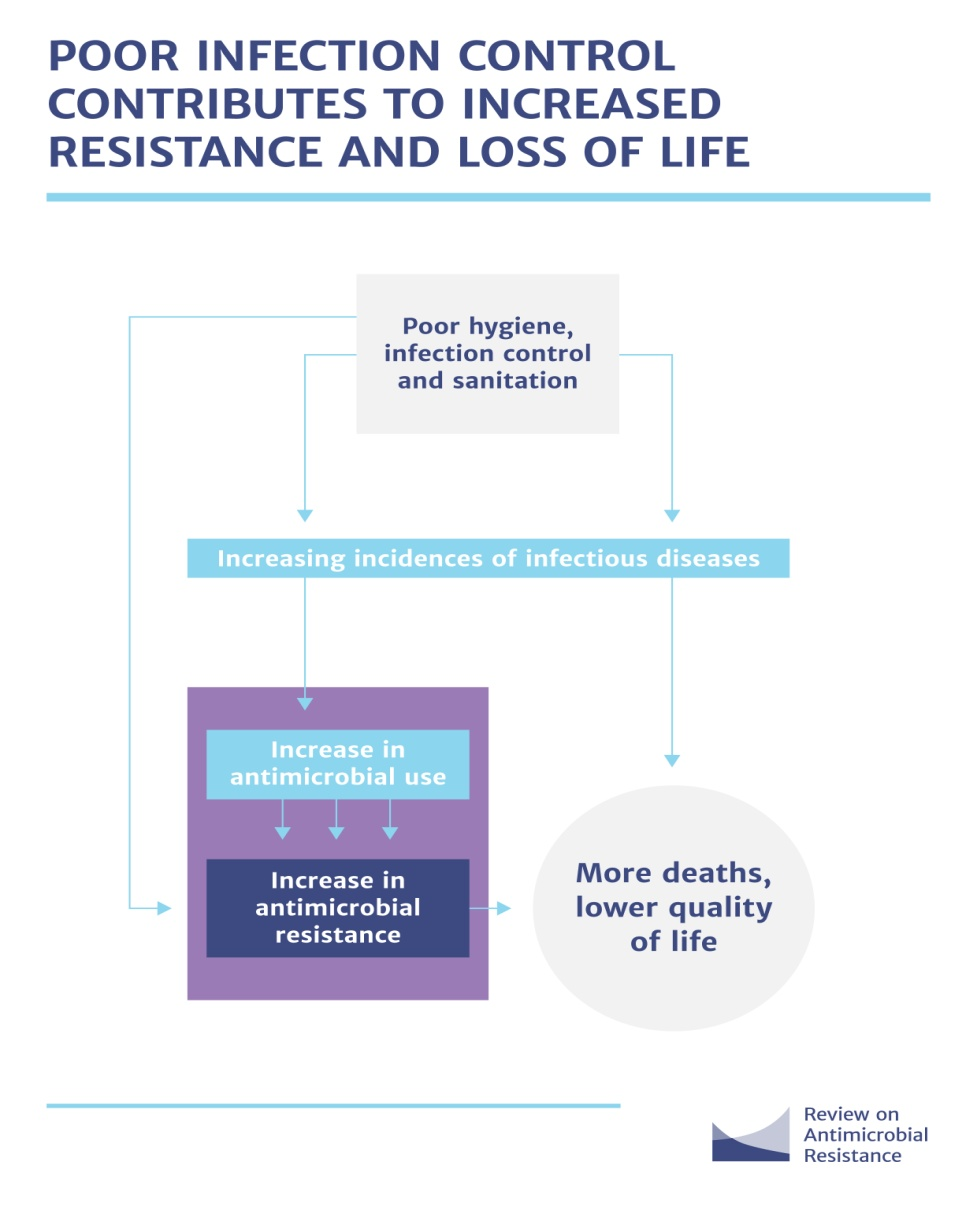 POOR INFECTION CONTROL
CONTRIBUTES TO INCREASED
RESISTANCE AND LOSS OF LIFE
Poor hygiene,
infection control
and sanitation
Increasing incidences of infectious diseases
Increase in
antimicrobial use
Increase in
antimicrobial
resistance
More deaths,
lower quality
of life
Review on
Antimicrobial
Resistance